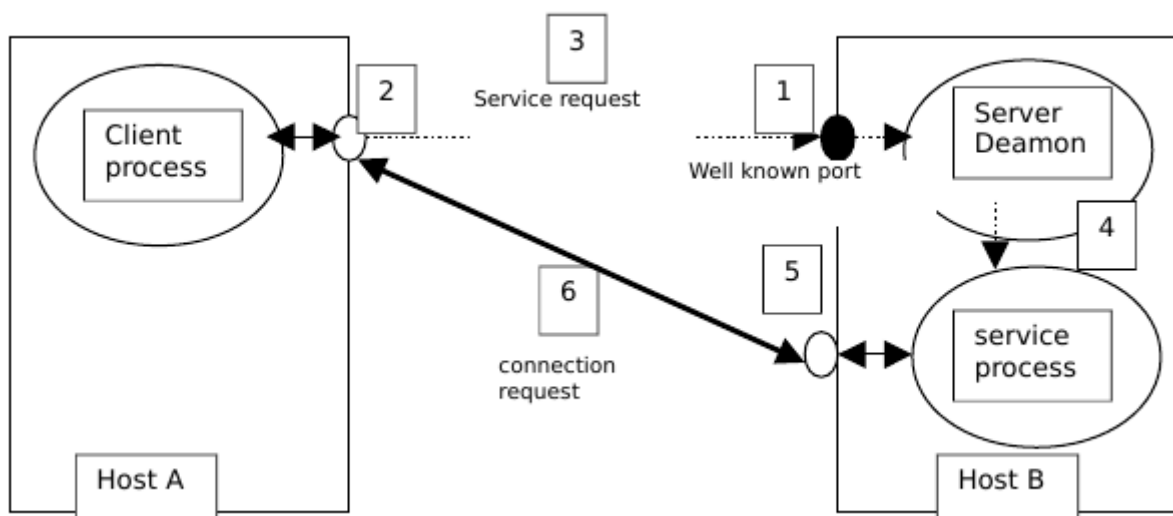 3
2
Service request
1
Client
process
Server
Deamon
Well known port
4
5
6
connection
request
service
process
Host A
Host B